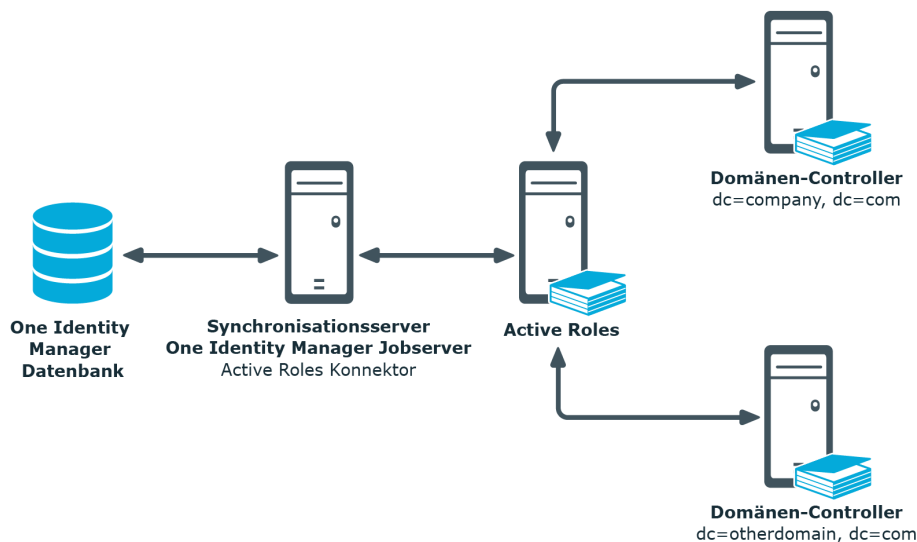 Domänen-Controller
dc=company, dc=com
One Identity
Manager
Datenbank
Synchronisationsserver
One Identity Manager Jobserver
Active Roles Konnektor
Active Roles
Domänen-Controller
dc=otherdomain, dc=com